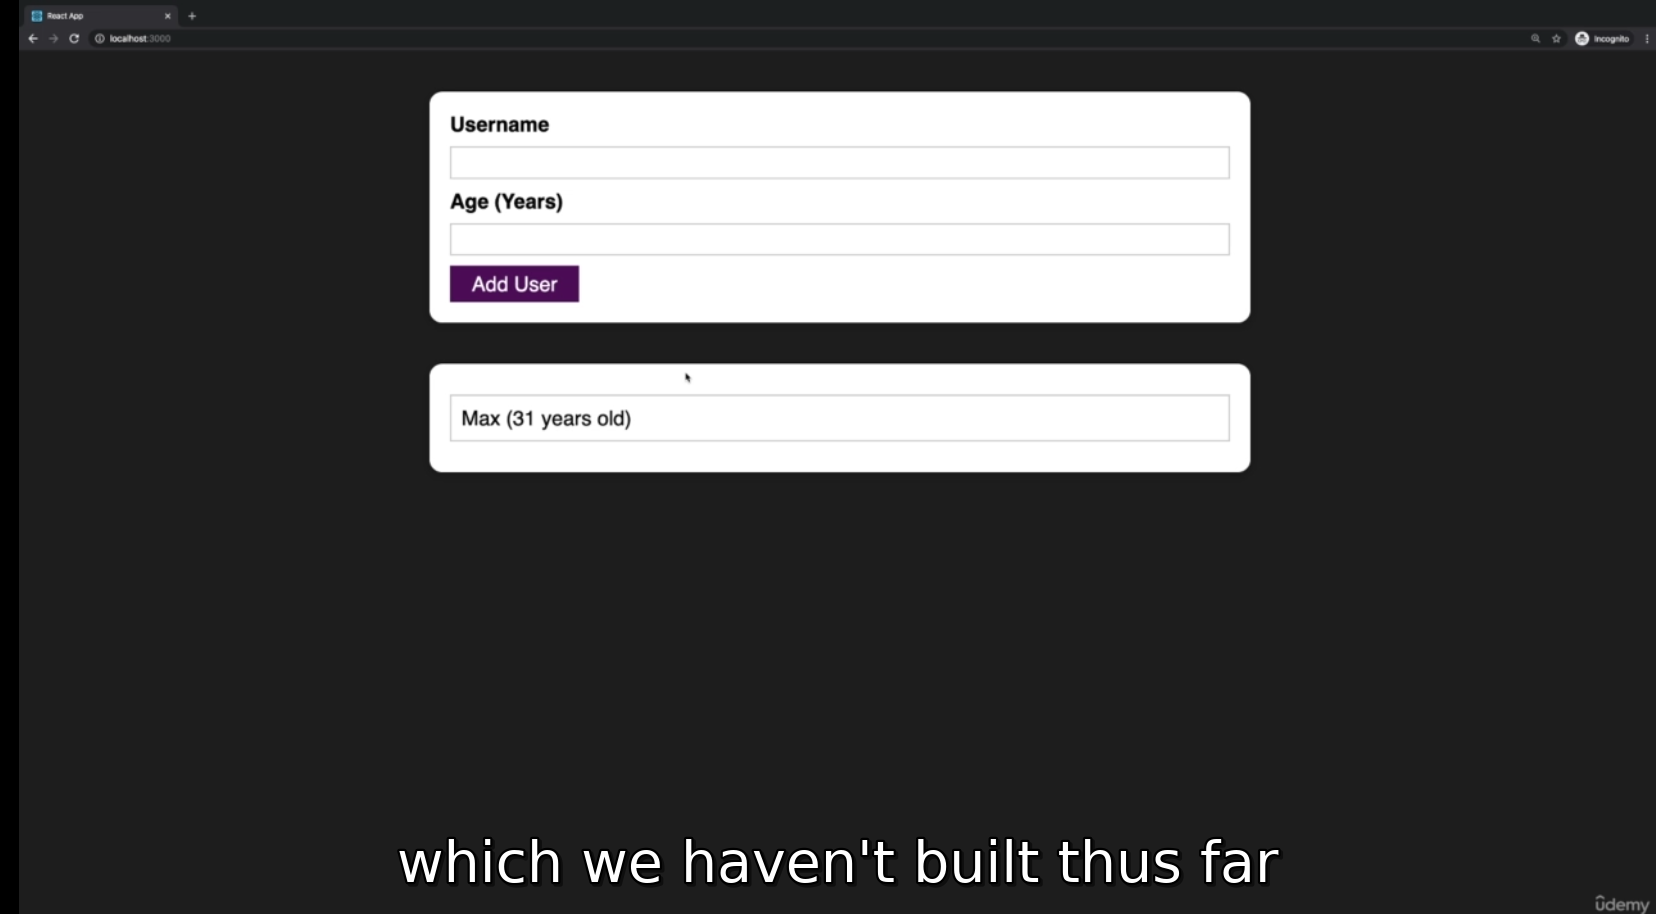 React App
localhost:3000
Incognito
Username
Age (Years)
Add User
Max (31 years old)
which we haven't built thus far
ûdemy